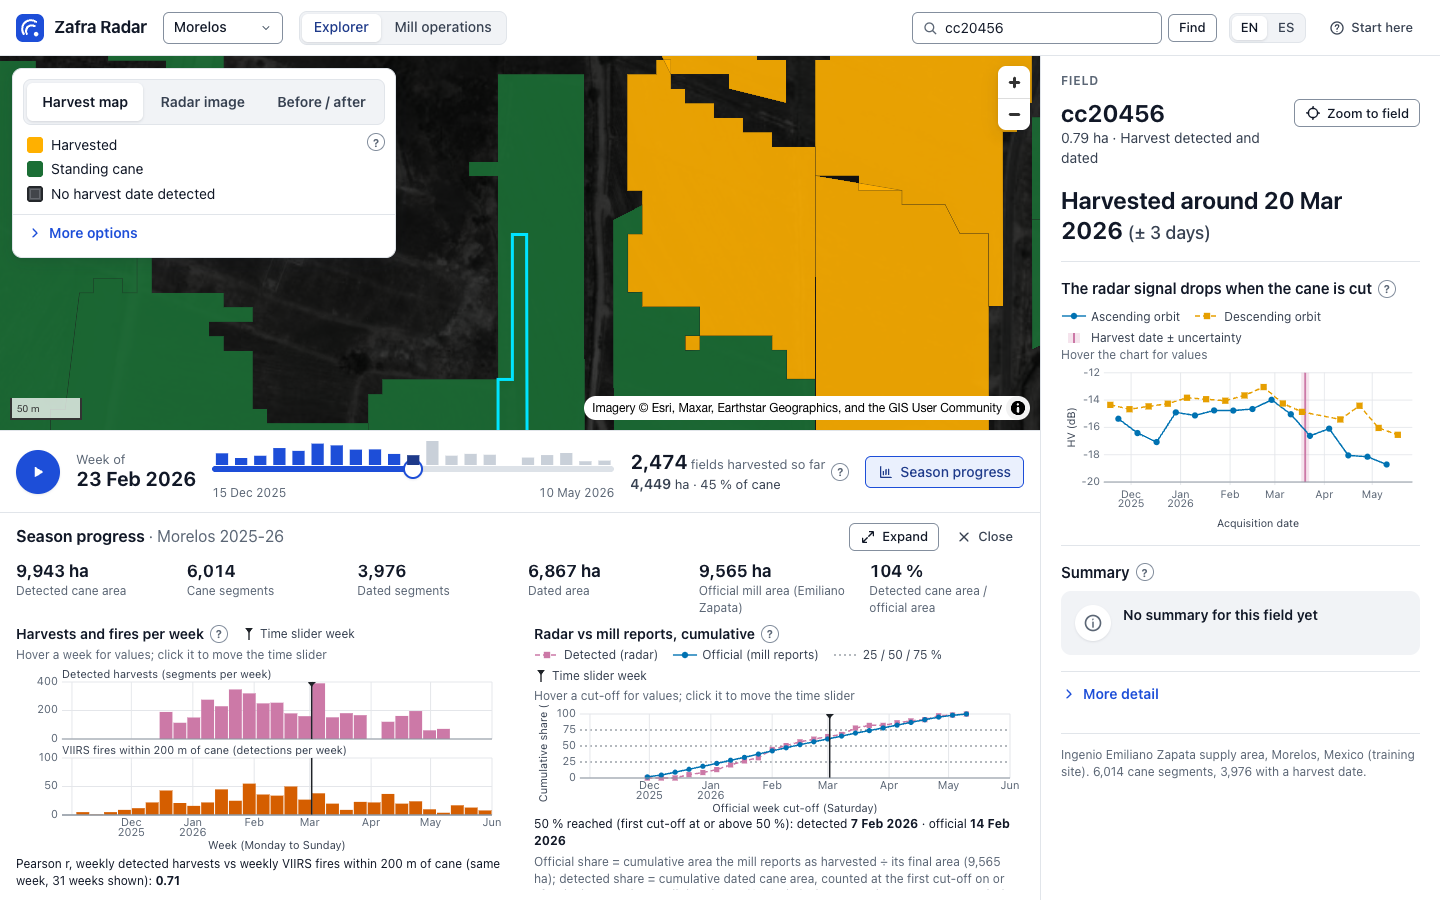 Zafra Radar
Morelos
Explorer
Mill operations
cc20456
Find
EN
ES
Start here
Harvest map
Radar image
Before / after
Harvested
Standing cane
No harvest date detected
More options
50 m
Imagery © Esri, Maxar, Earthstar Geographics, and the GIS User Community
Week of
23 Feb 2026
15 Dec 2025
10 May 2026
2,474 fields harvested so far
4,449 ha · 45 % of cane
Season progress
Season progress · Morelos 2025-26
Expand
Close
9,943 ha
Detected cane area
6,014
Cane segments
3,976
Dated segments
6,867 ha
Dated area
9,565 ha
Official mill area (Emiliano
Zapata)
104 %
Detected cane area /
official area
Harvests and fires per week
Time slider week
Hover a week for values; click it to move the time slider
Detected harvests (segments per week)
400
200
0
VIIRS fires within 200 m of cane (detections per week)
100
50
0
Dec
2025
Jan
2026
Feb
Mar
Apr
May
Jun
Week (Monday to Sunday)
Pearson r, weekly detected harvests vs weekly VIIRS fires within 200 m of cane (same
week, 31 weeks shown): 0.71
Radar vs mill reports, cumulative
Detected (radar)
Official (mill reports)
25 / 50 / 75 %
Time slider week
Hover a cut-off for values; click it to move the time slider
Cumulative share (
100
75
50
25
0
Dec
2025
Jan
2026
Feb
Mar
Apr
May
Jun
Official week cut-off (Saturday)
50 % reached (first cut-off at or above 50 %): detected 7 Feb 2026 · official 14 Feb
2026
Official share = cumulative area the mill reports as harvested ÷ its final area (9,565
ha); detected share = cumulative dated cane area, counted at the first cut-off on or
FIELD
cc20456
Zoom to field
0.79 ha · Harvest detected and
dated
Harvested around 20 Mar
2026 (± 3 days)
The radar signal drops when the cane is cut
Ascending orbit
Descending orbit
Harvest date ± uncertainty
Hover the chart for values
HV (dB)
-12
-14
-16
-18
-20
Dec
2025
Jan
2026
Feb
Mar
Apr
May
Acquisition date
Summary
No summary for this field yet
More detail
Ingenio Emiliano Zapata supply area, Morelos, Mexico (training
site). 6,014 cane segments, 3,976 with a harvest date.